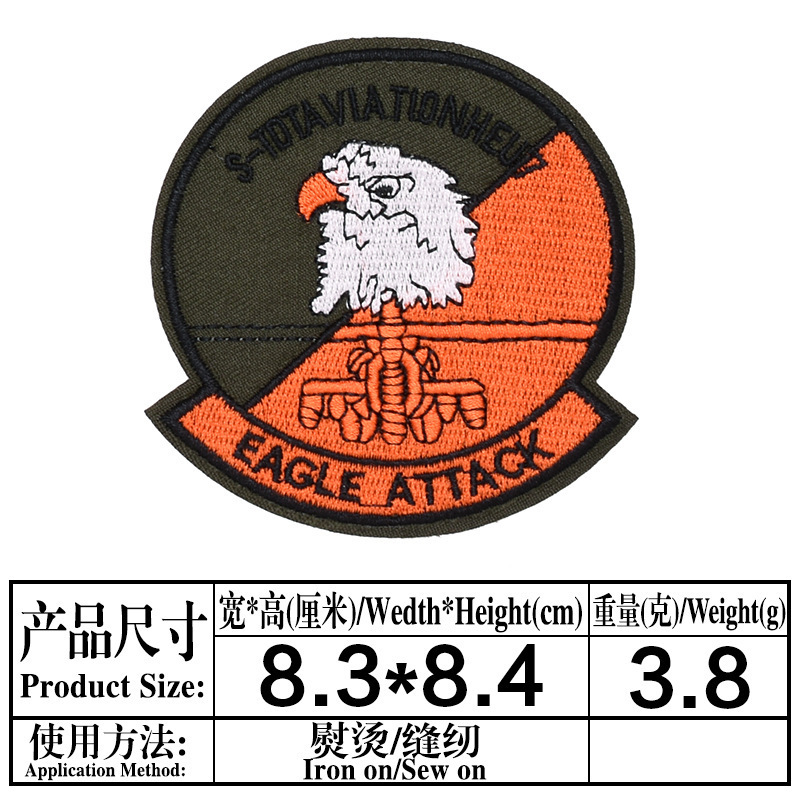 S-TOTAVIATIONHEU7
EAGLE ATTACK
产品尺寸
Product Size:
宽*高(厘米)/Wedth*Height(cm)
8.3*8.4
重量(克)/Weight(g)
3.8
使用方法:
Application Method:
熨烫/缝纫
Iron on/Sew on